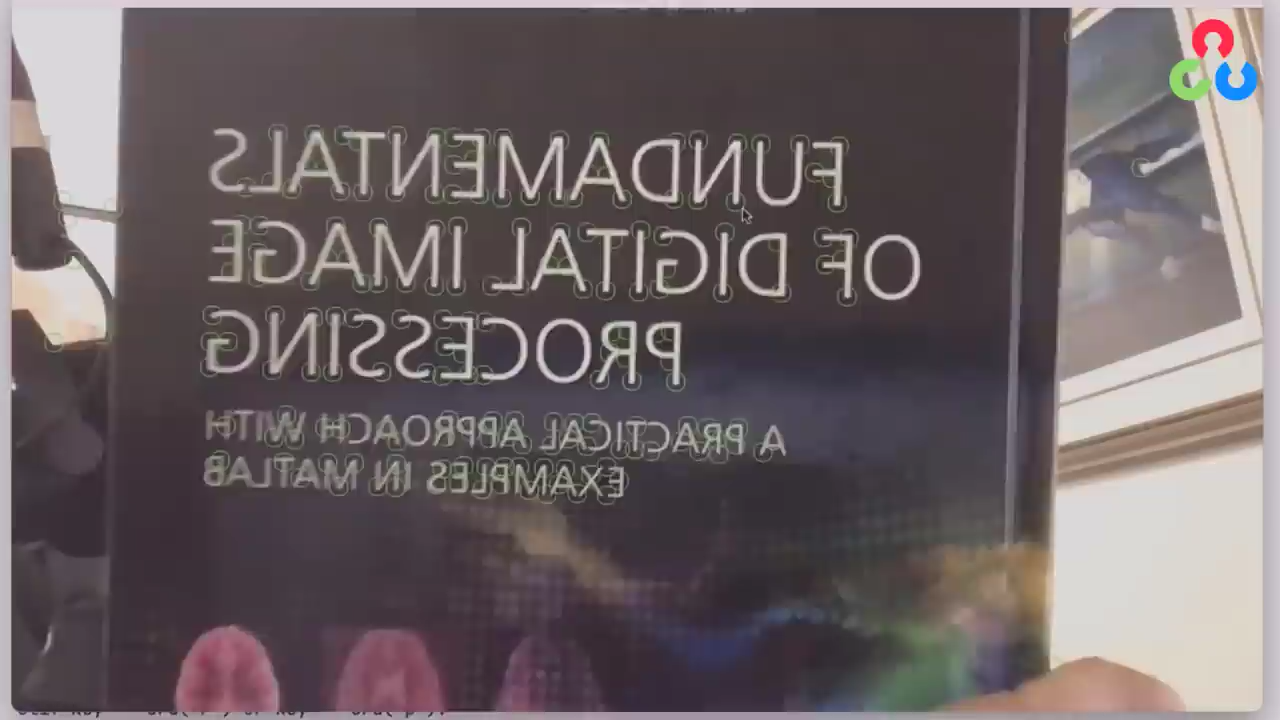 FUNDAMENTALS
OF DIGITAL IMAGE
PROCESSING
A PRACTICAL APPROACH WITH
EXAMPLES IN MATLAB